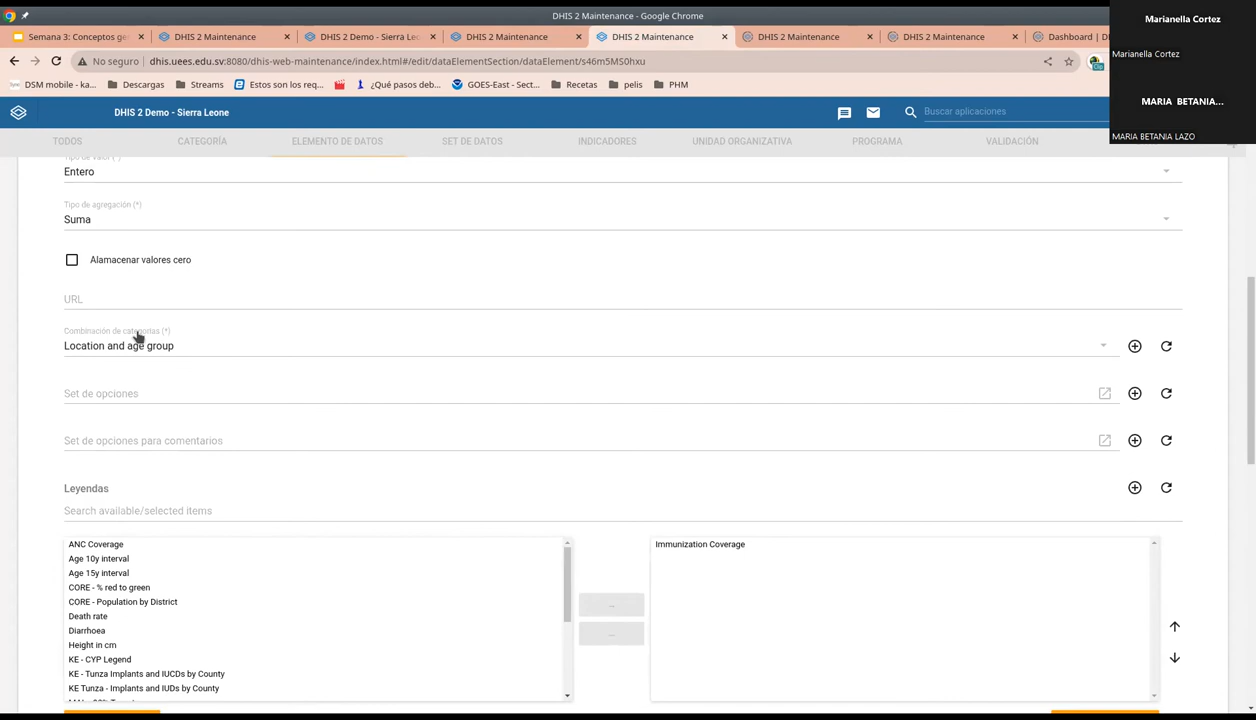 DHIS 2 Maintenance - Google Chrome
Marianella Cortez
Semana 3: Conceptos ge
DHIS 2 Maintenance
DHIS 2 Demo - Sierra Leone
DHIS 2 Maintenance
DHIS 2 Maintenance
DHIS 2 Maintenance
DHIS 2 Maintenance
Dashboard | D
Marianella Cortez
No seguro
dhis.uees.edu.sv:8080/dhis-web-maintenance/index.html#/edit/dataElementSection/dataElement/s46m5MS0hxu
DSM mobile - ka...
Descargas
Streams
Estos son los req...
¿Qué pasos deb...
GOES-East - Sect...
Recetas
pelis
PHM
MARIA BETANIA...
DHIS 2 Demo - Sierra Leone
Buscar aplicaciones
MARIA BETANIA LAZO
TODOS
CATEGORÍA
ELEMENTO DE DATOS
SET DE DATOS
INDICADORES
UNIDAD ORGANIZATIVA
PROGRAMA
VALIDACIÓN
Tipo de valor (*)
Entero
Tipo de agregación (*)
Suma
Alamacenar valores cero
URL
Combinación de categorías (*)
Location and age group
Set de opciones
Set de opciones para comentarios
Leyendas
Search available/selected items
ANC Coverage
Age 10y interval
Age 15y interval
CORE - % red to green
CORE - Population by District
Death rate
Diarrhoea
Height in cm
KE - CYP Legend
KE - Tunza Implants and IUCDs by County
KE Tunza - Implants and IUDs by County
Immunization Coverage
→
←